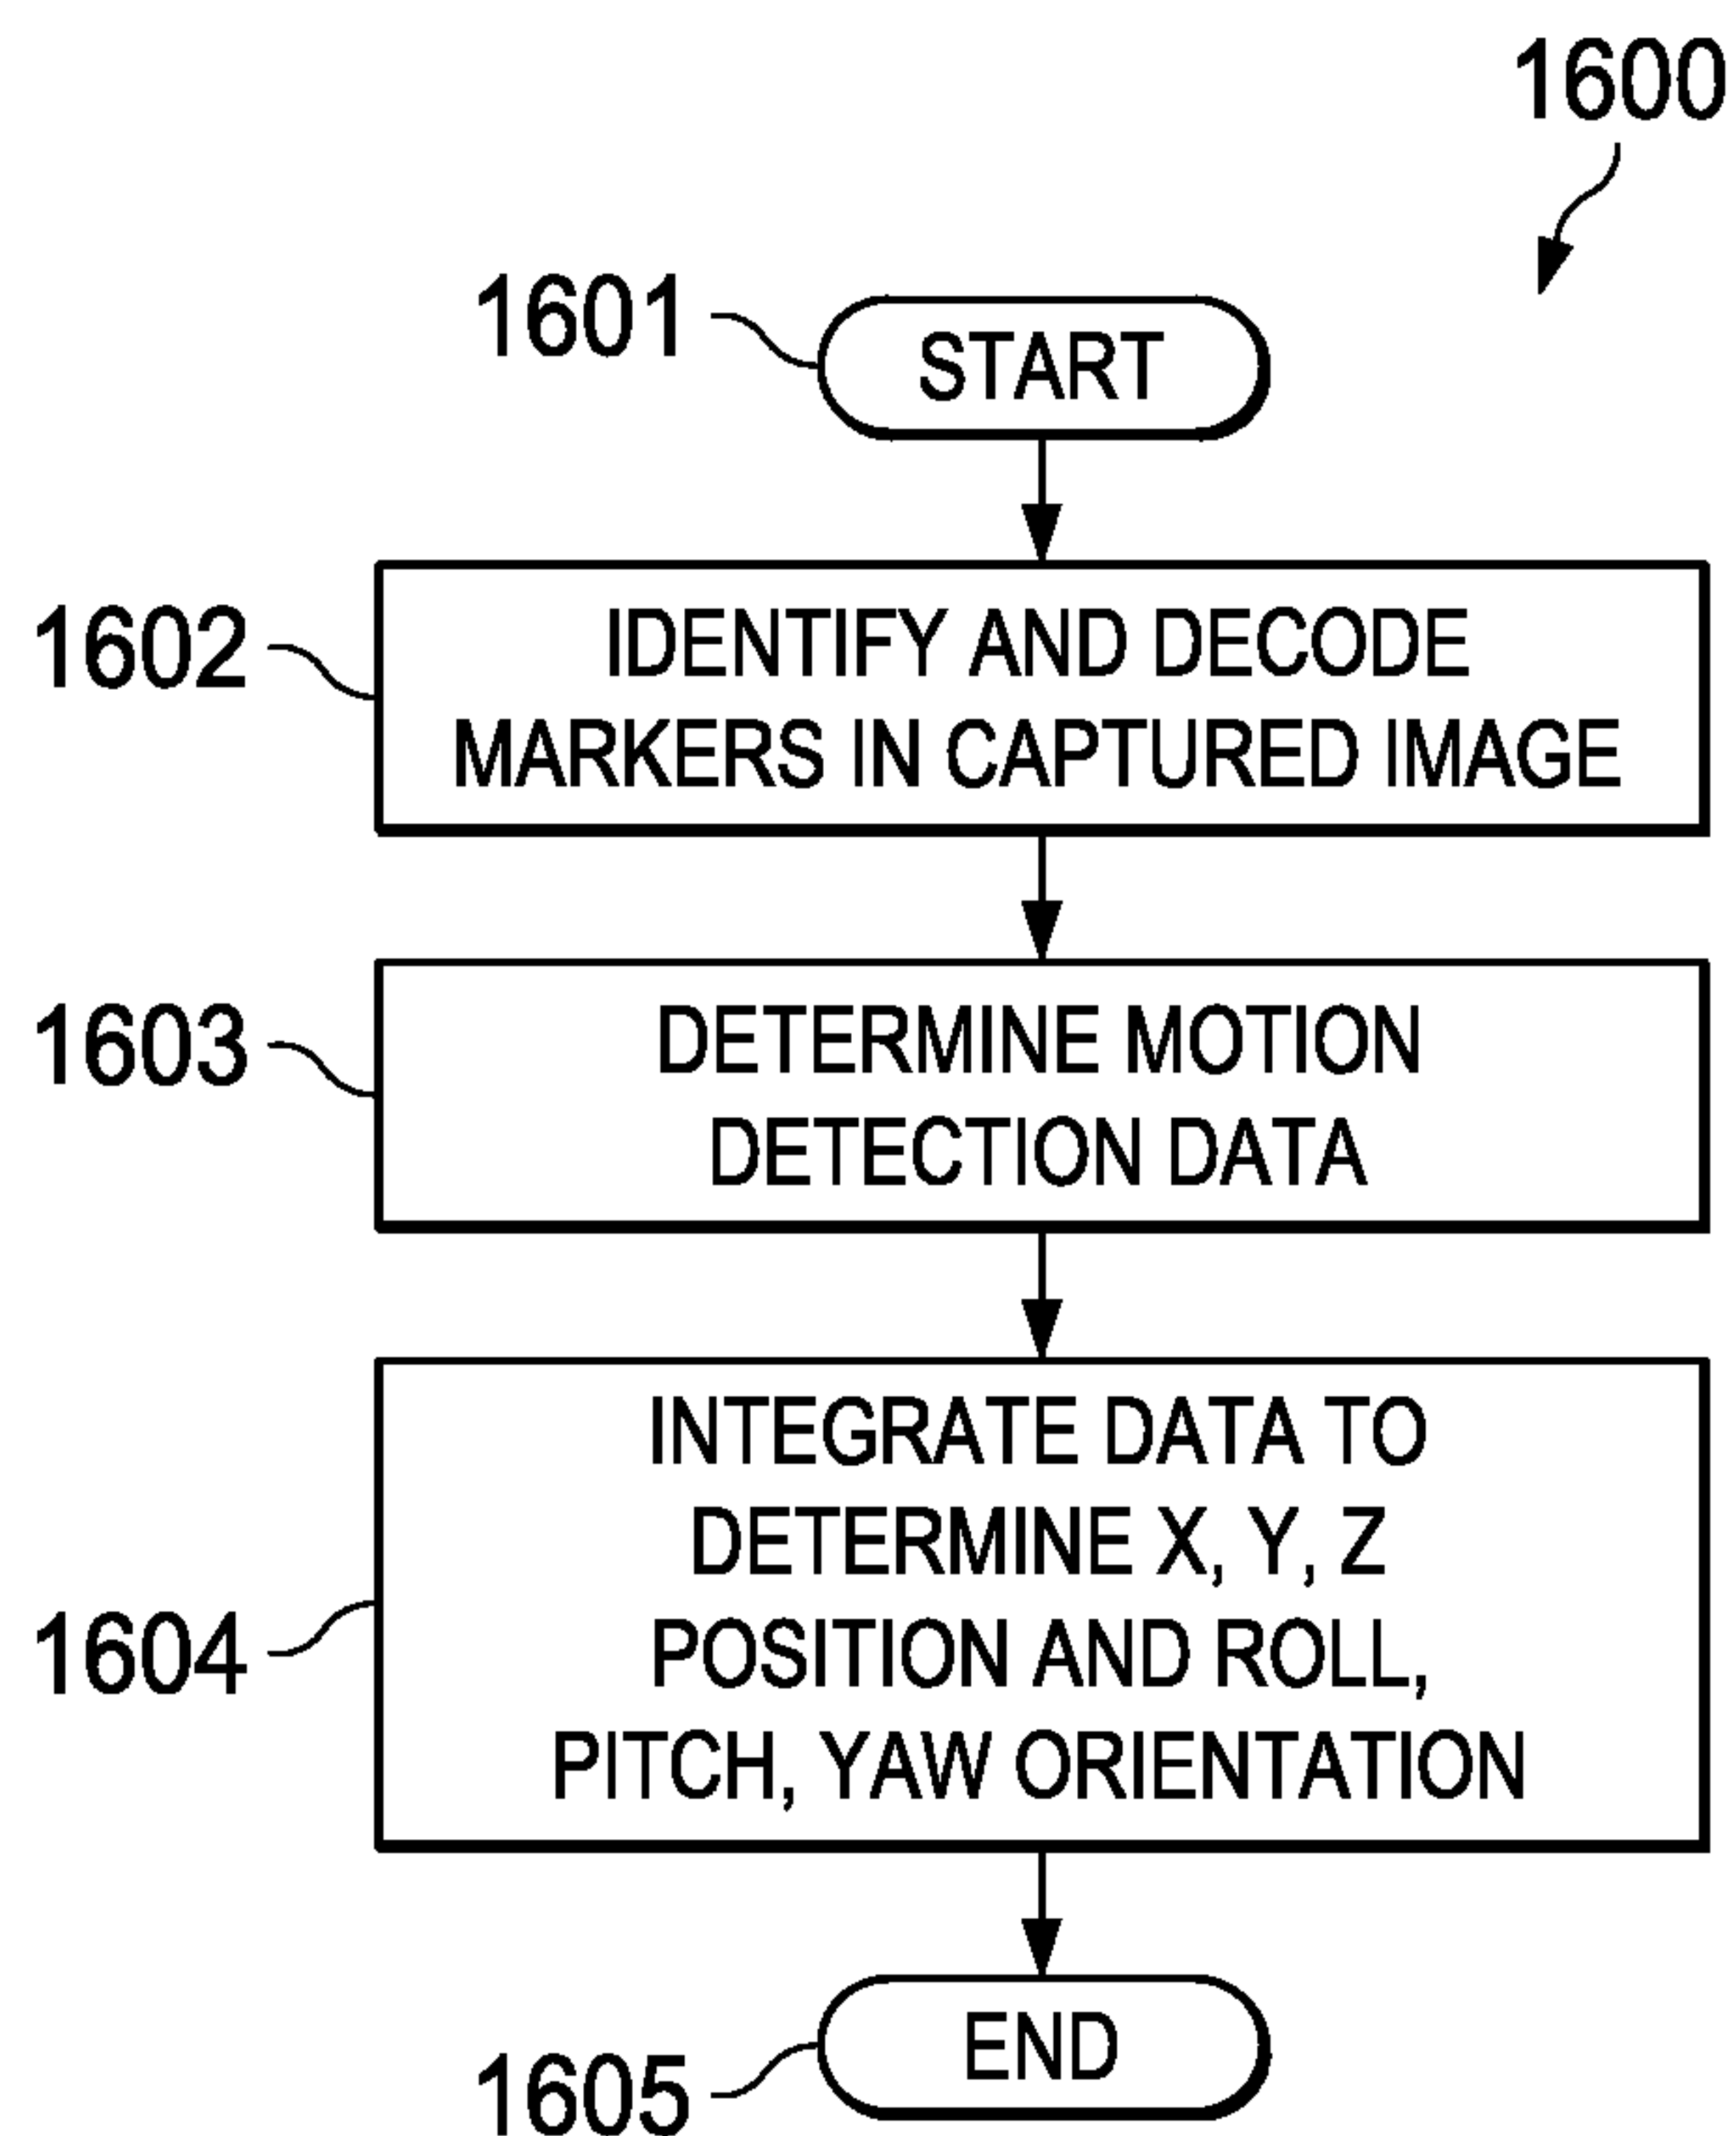 1600
1601
START
1602
IDENTIFY AND DECODE
MARKERS IN CAPTURED IMAGE
1603
DETERMINE MOTION
DETECTION DATA
1604
INTEGRATE DATA TO
DETERMINE X, Y, Z
POSITION AND ROLL,
PITCH, YAW ORIENTATION
1605
END